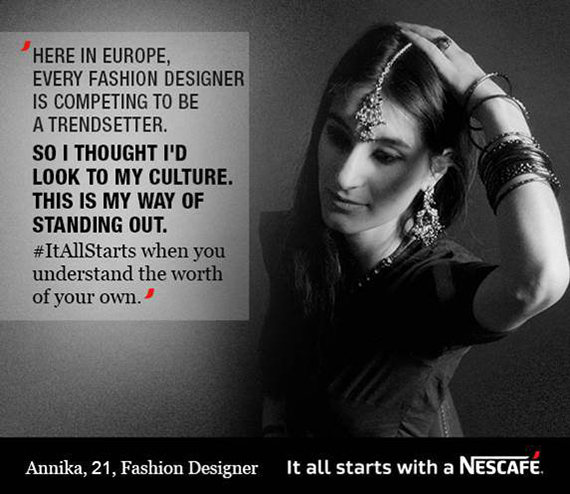 HERE IN EUROPE,
EVERY FASHION DESIGNER
IS COMPETING TO BE
A TRENDSETTER.
SO I THOUGHT I'D
LOOK TO MY CULTURE.
THIS IS MY WAY OF
STANDING OUT.
#ItAllStarts when you
understand the worth
of your own.
Annika, 21, Fashion Designer
It all starts with a NESCAFÉ.